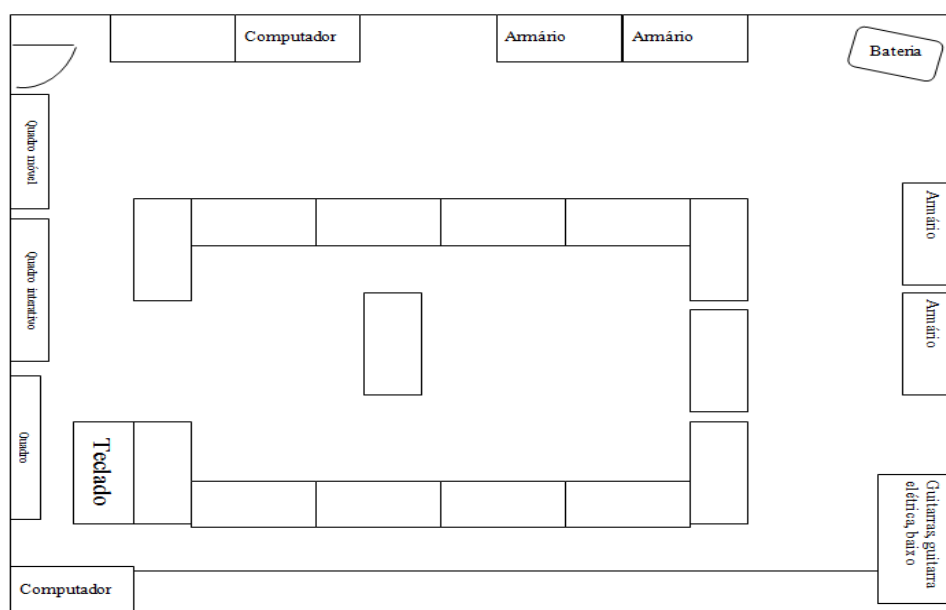 Computador
Armário
Armário
Bateria
Quadro móvel
Armário
Quadro interativo
Armário
Quadro
Teclado
Guitarras, guitarra
elétrica, baixo
Computador